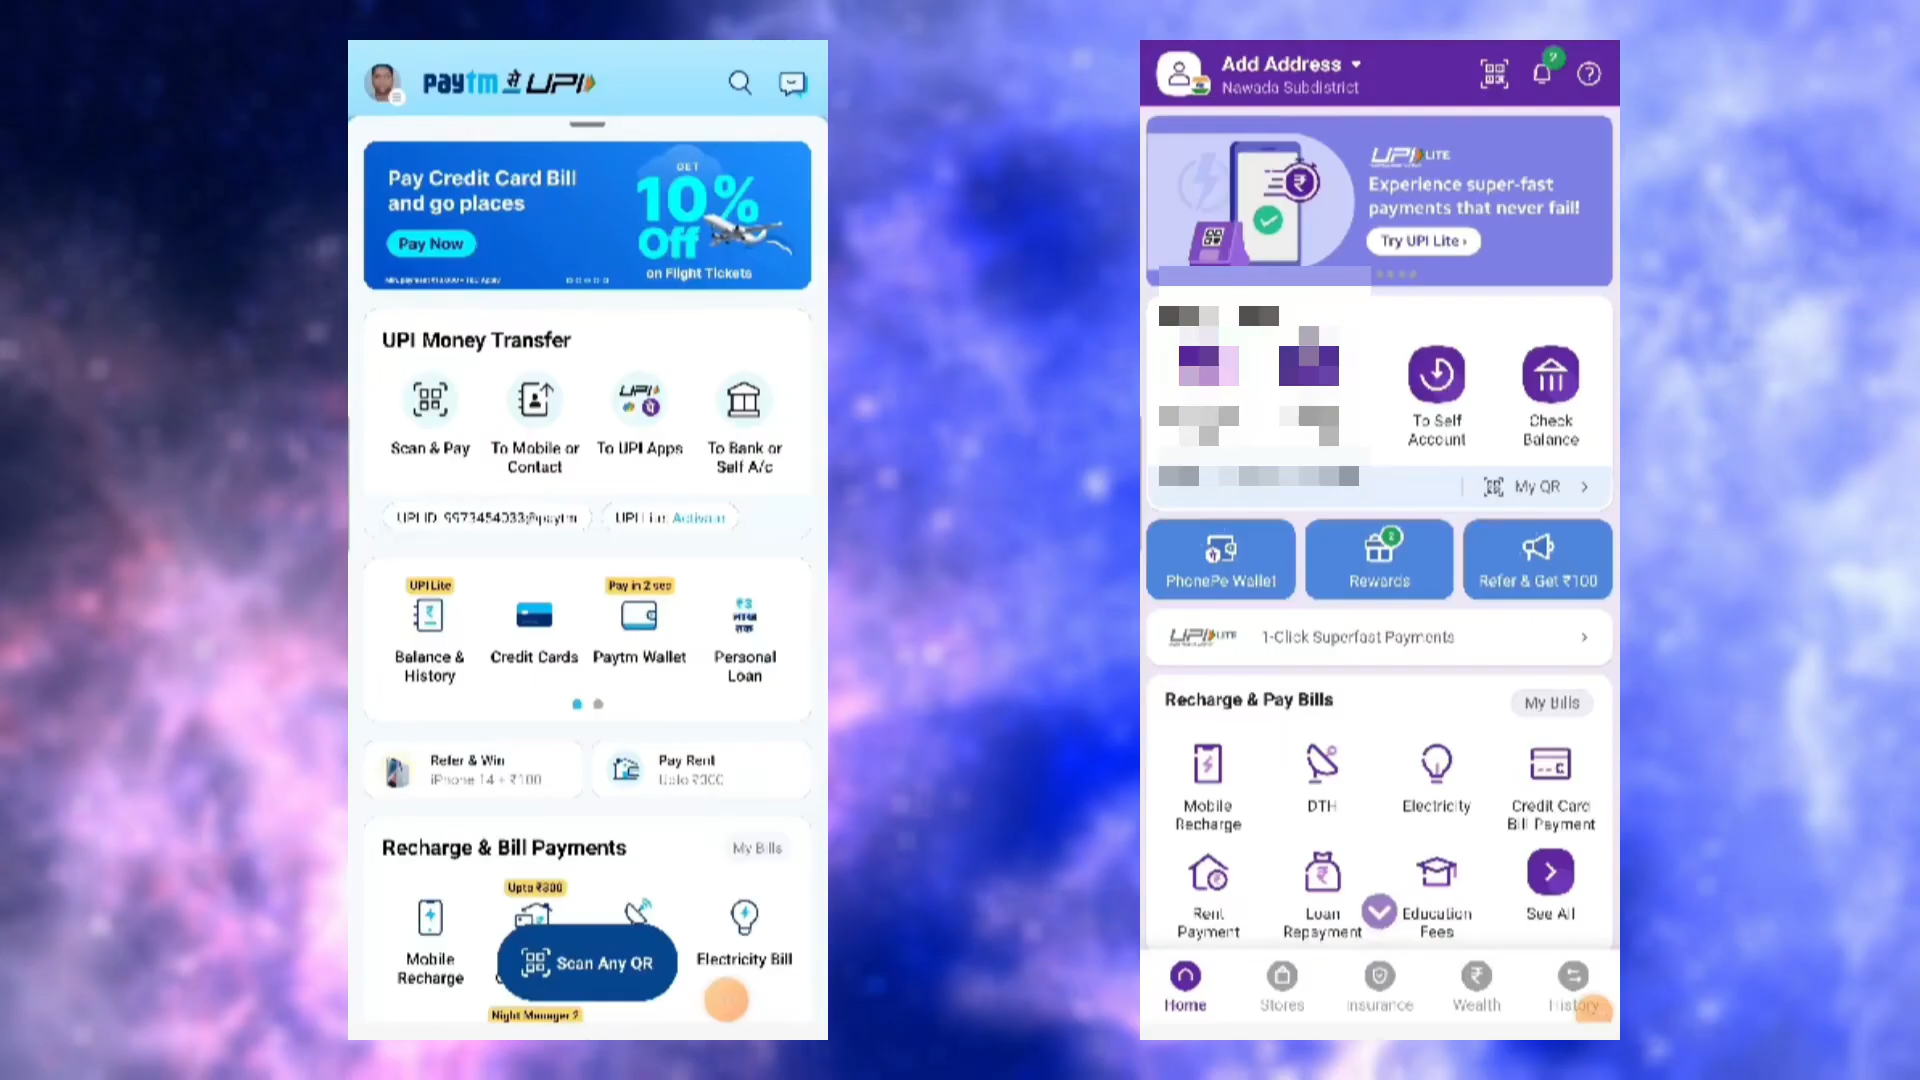 paytm से UPI
Pay Credit Card Bill
and go places
Pay Now
GET
10%
Off
on Flight Tickets
UPI Money Transfer
Scan & Pay
To Mobile or
Contact
To UPI Apps
To Bank or
Self A/c
UPI ID: 9973454033@paytm
UPI Lite: Activate
UPI Lite
Balance &
History
Credit Cards
Pay in 2 sec
Paytm Wallet
₹3
लाख
तक
Personal
Loan
Refer & Win
iPhone 14 + ₹100
Pay Rent
Upto ₹300
Recharge & Bill Payments
My Bills
Upto ₹300
Mobile
Recharge
Electricity Bill
Scan Any QR
Night Manager 2
Add Address
Nawada Subdistrict
2
UPI LITE
Experience super-fast
payments that never fail!
Try UPI Lite
To Self
Account
Check
Balance
My QR
PhonePe Wallet
2
Rewards
Refer & Get ₹100
UPI LITE
1-Click Superfast Payments
Recharge & Pay Bills
My Bills
Mobile
Recharge
DTH
Electricity
Credit Card
Bill Payment
Rent
Payment
Loan
Repayment
Education
Fees
See All
Home
Stores
Insurance
Wealth
History